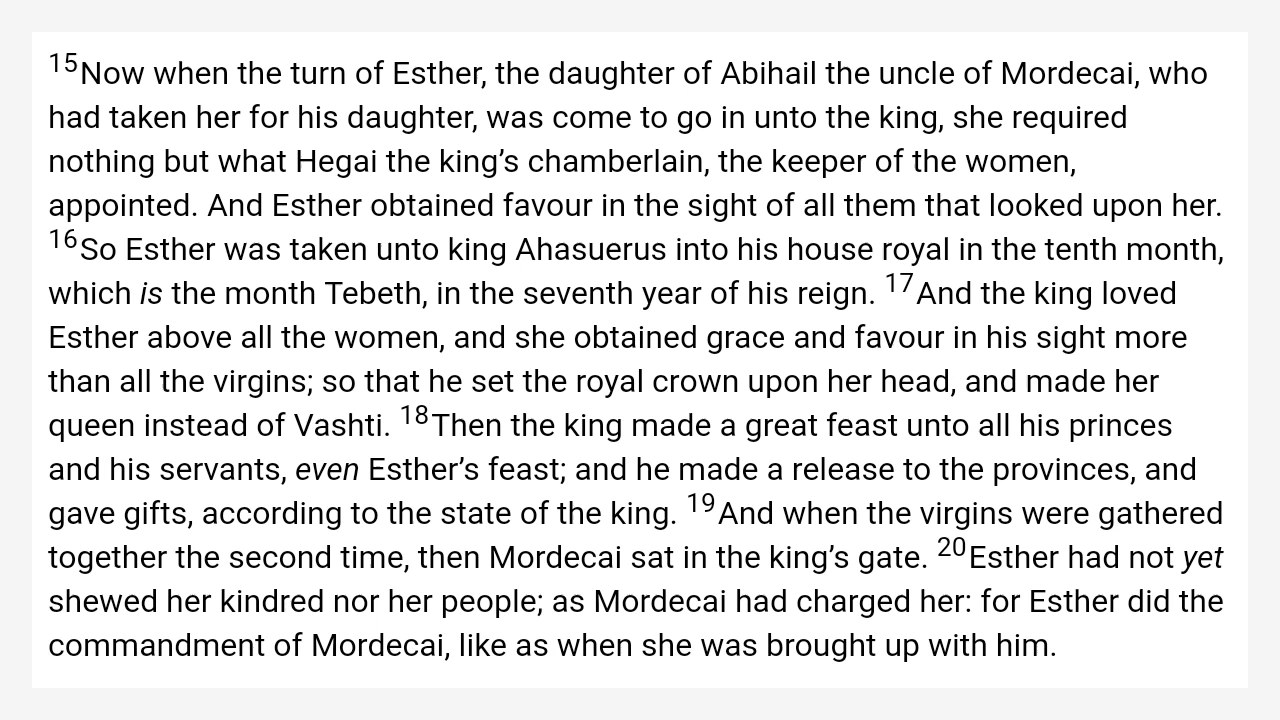 15Now when the turn of Esther, the daughter of Abihail the uncle of Mordecai, who
had taken her for his daughter, was come to go in unto the king, she required
nothing but what Hegai the king’s chamberlain, the keeper of the women,
appointed. And Esther obtained favour in the sight of all them that looked upon her.
16So Esther was taken unto king Ahasuerus into his house royal in the tenth month,
which is the month Tebeth, in the seventh year of his reign. 17And the king loved
Esther above all the women, and she obtained grace and favour in his sight more
than all the virgins; so that he set the royal crown upon her head, and made her
queen instead of Vashti. 18Then the king made a great feast unto all his princes
and his servants, even Esther’s feast; and he made a release to the provinces, and
gave gifts, according to the state of the king. 19And when the virgins were gathered
together the second time, then Mordecai sat in the king’s gate. 20Esther had not yet
shewed her kindred nor her people; as Mordecai had charged her: for Esther did the
commandment of Mordecai, like as when she was brought up with him.